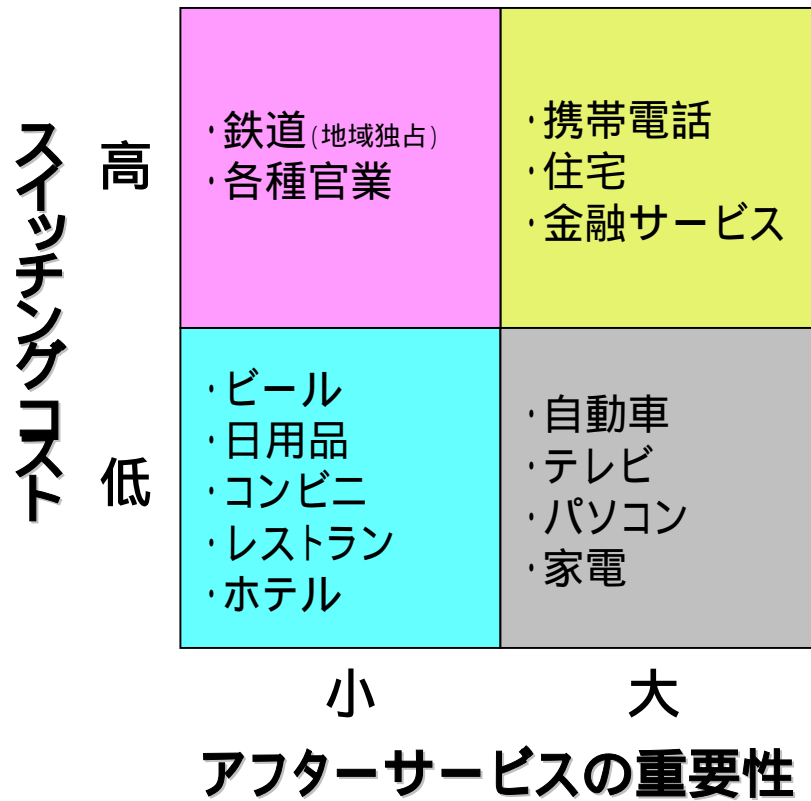 スイッチングコスト
高
・鉄道(地域独占)
・各種官業
・携帯電話
・住宅
・金融サービス
低
・ビール
・日用品
・コンビニ
・レストラン
・ホテル
・自動車
・テレビ
・パソコン
・家電
小
大
アフターサービスの重要性